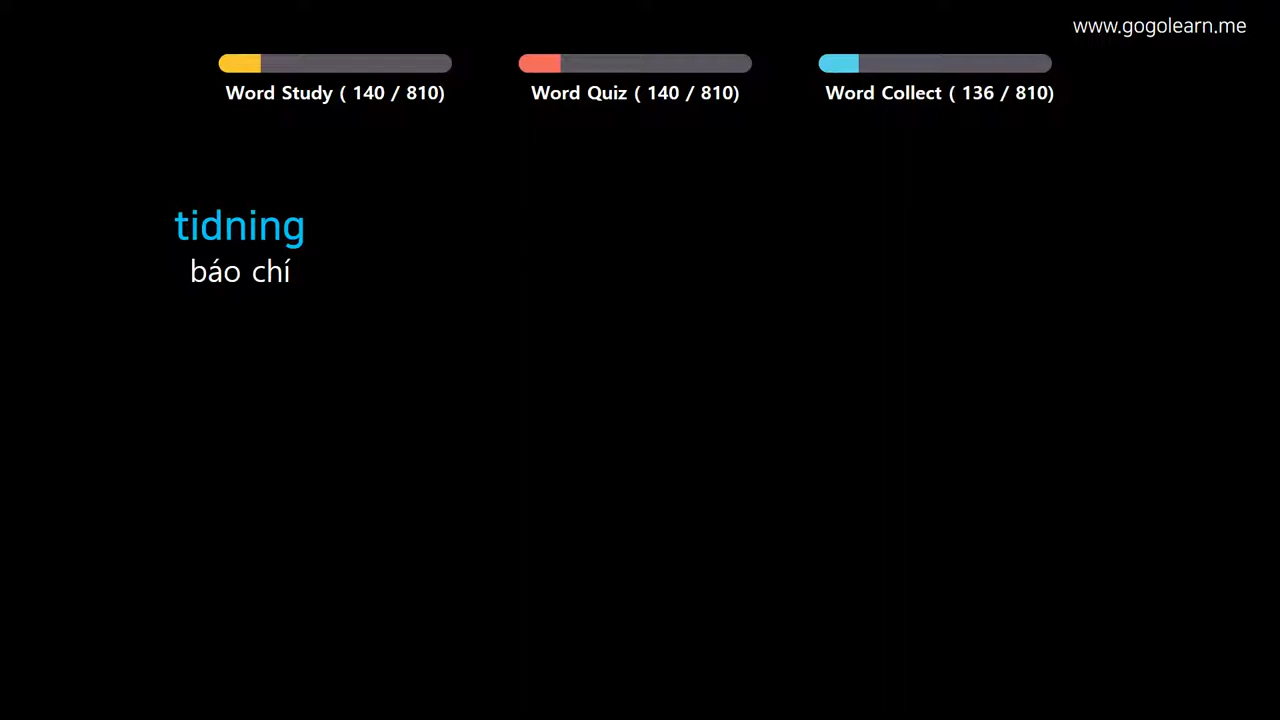 www.gogolearn.me
Word Study ( 140 / 810)
Word Quiz ( 140 / 810)
Word Collect ( 136 / 810)
tidning
báo chí